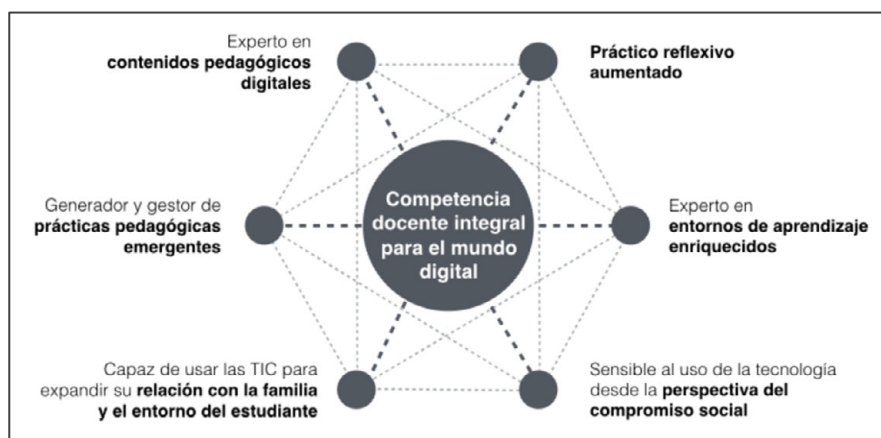 Experto en
contenidos pedagógicos
digitales
Práctico reflexivo
aumentado
Generador y gestor de
prácticas pedagógicas
emergentes
Competencia
docente integral
para el mundo
digital
Experto en
entornos de aprendizaje
enriquecidos
Capaz de usar las TIC para
expandir su relación con la familia
y el entorno del estudiante
Sensible al uso de la tecnología
desde la perspectiva del
compromiso social